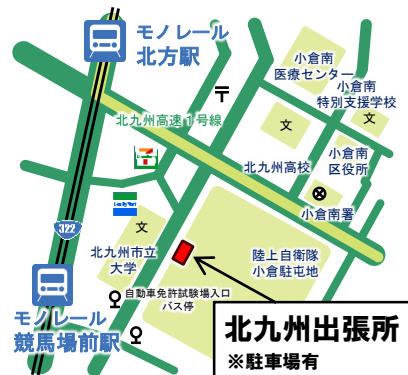 モノレール
北方駅
小倉南
医療センター
小倉南
特別支援学校
〒
文
文
北九州高速1号線
北九州高校
小倉南
区役所
小倉南署
322
文
北九州市立
大学
陸上自衛隊
小倉駐屯地
自動車免許試験場入口
バス停
モノレール
競馬場前駅
北九州出張所
※駐車場有